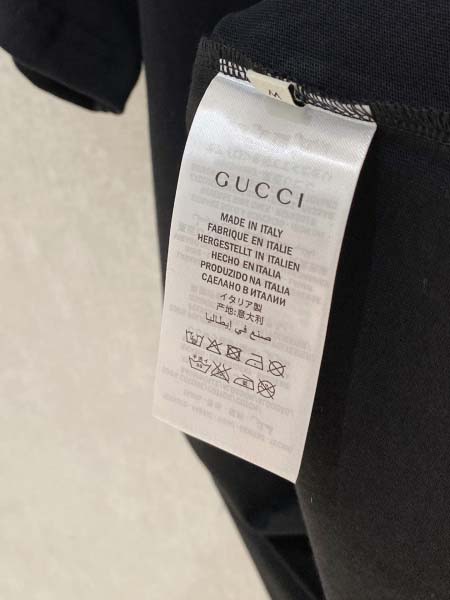 M
GUCCI
MADE IN ITALY
FABRIQUE EN ITALIE
HERGESTELLT IN ITALIEN
HECHO EN ITALIA
PRODUZIDO NA ITALIA
СДЕЛАНО В ИТАЛИИ
イタリア製
产地:意大利
صنع في إيطاليا